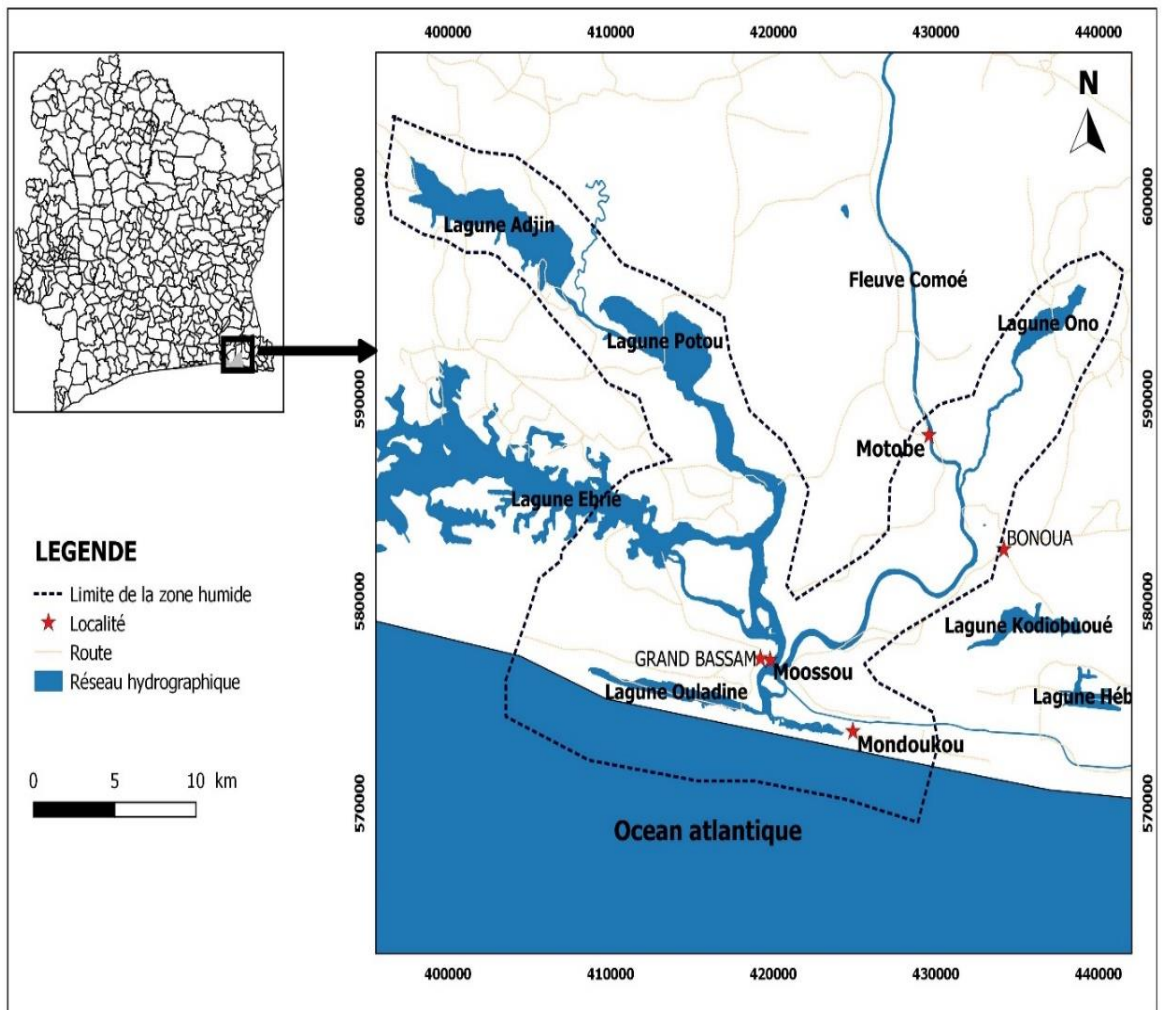 400000 410000 420000 430000 440000
N
600000
600000
Lagune Adjin
Fleuve Comoé
Lagune Ono
Lagune Potou
590000
590000
Motobe
Lagune Ebrié
BONOUA
LEGENDE
Limite de la zone humide
Localité
Route
Réseau hydrographique
580000
580000
Lagune Kodiobuoué
GRAND BASSAM
Moossou
Lagune Ouladine
Lagune Héb
Mondoukou
0 5 10 km
570000
570000
Ocean atlantique
400000 410000 420000 430000 440000